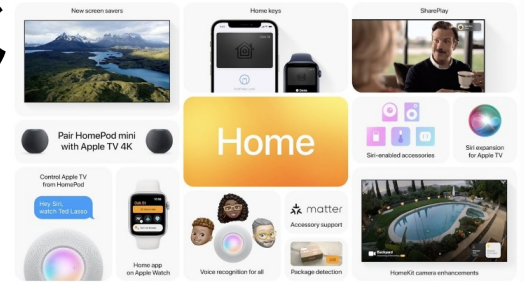 New screen savers
Home keys
SharePlay
Pair HomePod mini
with Apple TV 4K
Home
Siri-enabled accessories
Siri expansion
for Apple TV
Control Apple TV
from HomePod
Hey Siri,
watch Ted Lasso
Home app
on Apple Watch
Voice recognition for all
matter
Accessory support
Package detection
Backyard
HomeKit camera enhancements